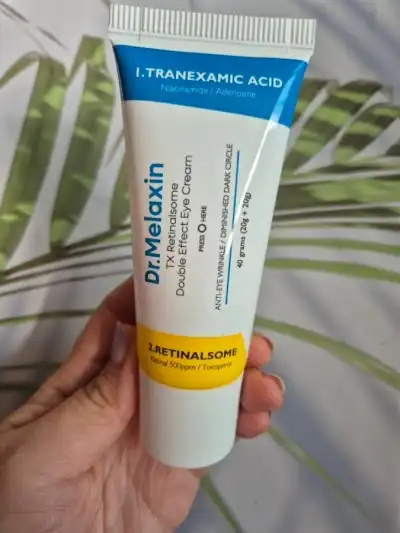 1.TRANEXAMIC ACID
Niacinamide / Adenosine
Dr.Melaxin
TX Retinalsome
Double Effect Eye Cream
PRESS O HERE
ANTI-EYE WRINKLE / DIMINISHED DARK CIRCLE
40 grams (20g + 20g)
2.RETINALSOME
Retinal 500ppm /